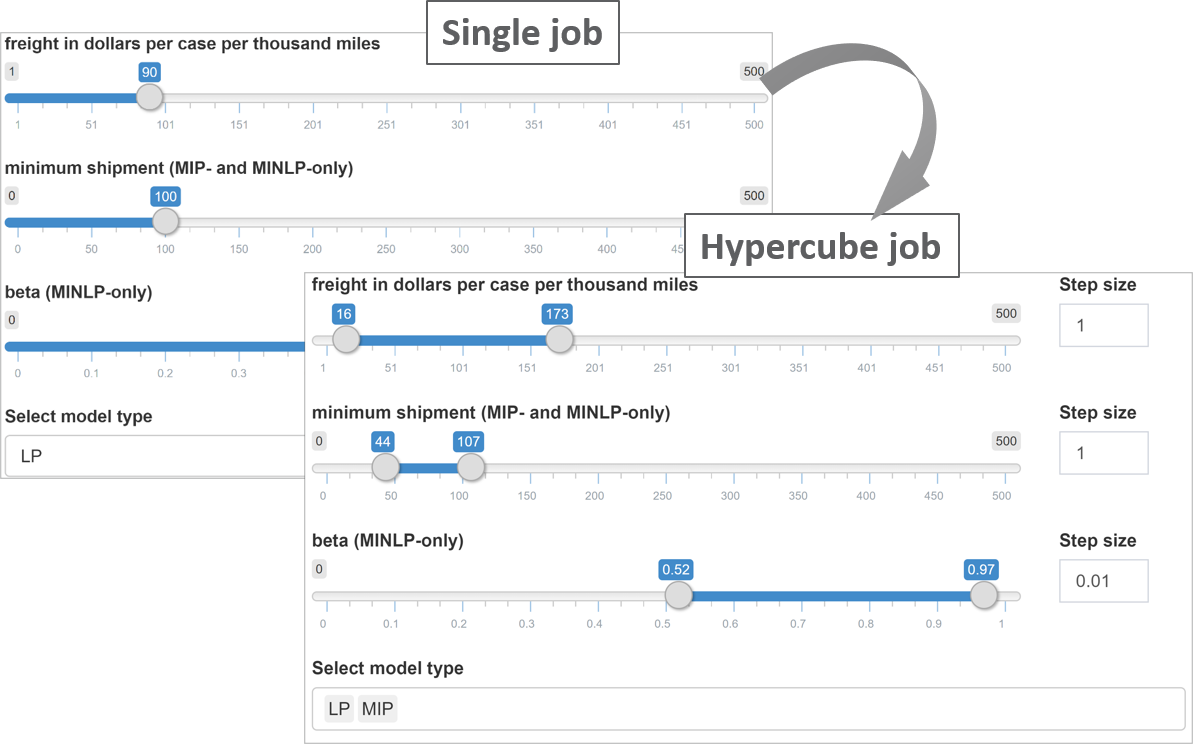 Single job
freight in dollars per case per thousand miles
1 90 500
1 51 101 151 201 251 301 351 401 451 500
minimum shipment (MIP- and MINLP-only)
0 100 500
0 50 100 150 200 250 300 350 400 45
beta (MINLP-only)
0
0 0.1 0.2 0.3
Select model type
LP
Hypercube job
freight in dollars per case per thousand miles Step size
16 173 500 1
1 51 101 151 201 251 301 351 401 451 500
minimum shipment (MIP- and MINLP-only) Step size
0 44 107 500 1
0 50 100 150 200 250 300 350 400 450 500
beta (MINLP-only) Step size
0 0.52 0.97 0.01
0 0.1 0.2 0.3 0.4 0.5 0.6 0.7 0.8 0.9 1
Select model type
LP MIP